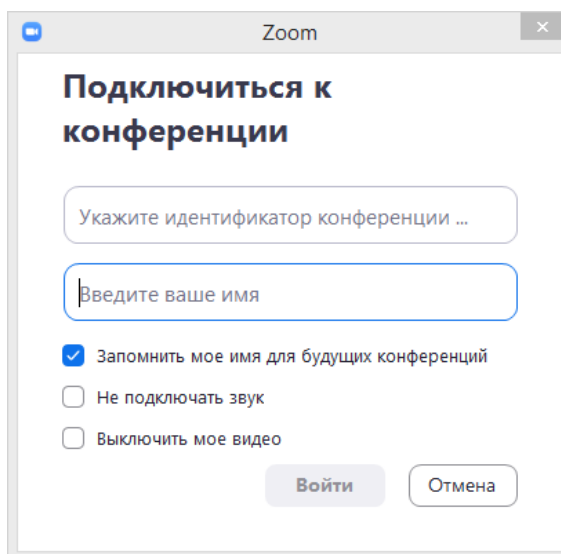 Zoom
Подключиться к
конференции
Укажите идентификатор конференции ...
Введите ваше имя
Запомнить мое имя для будущих конференций
Не подключать звук
Выключить мое видео
Войти
Отмена